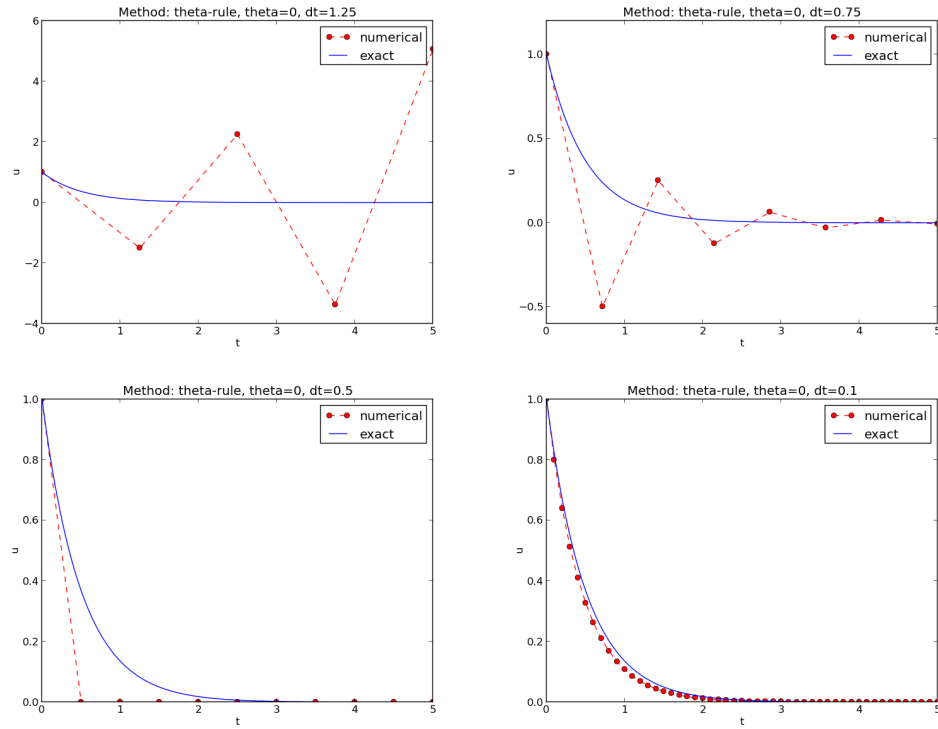 Method: theta-rule, theta=0, dt=1.25
6
4
2
0
−2
−4
u
0 1 2 3 4 5
t
numerical
exact
Method: theta-rule, theta=0, dt=0.75
1.0
0.5
0.0
−0.5
u
0 1 2 3 4 5
t
numerical
exact
Method: theta-rule, theta=0, dt=0.5
1.0
0.8
0.6
0.4
0.2
0.0
u
0 1 2 3 4 5
t
numerical
exact
Method: theta-rule, theta=0, dt=0.1
1.0
0.8
0.6
0.4
0.2
0.0
u
0 1 2 3 4 5
t
numerical
exact